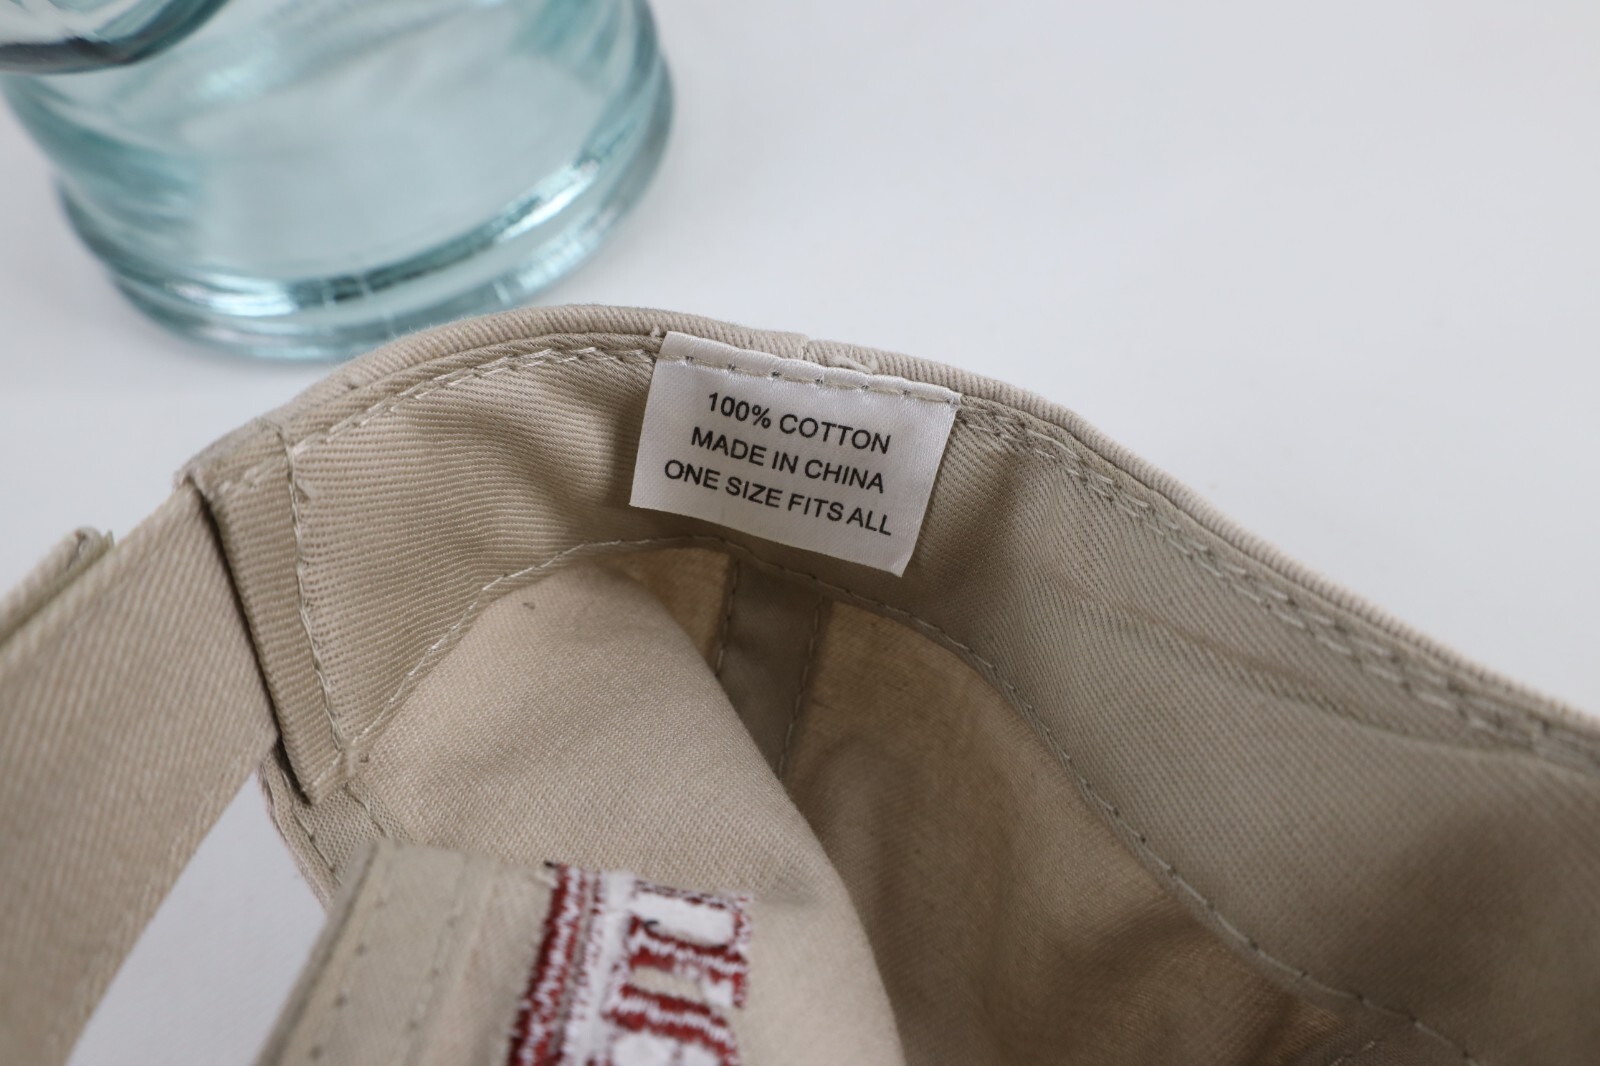 100% COTTON
MADE IN CHINA
ONE SIZE FITS ALL